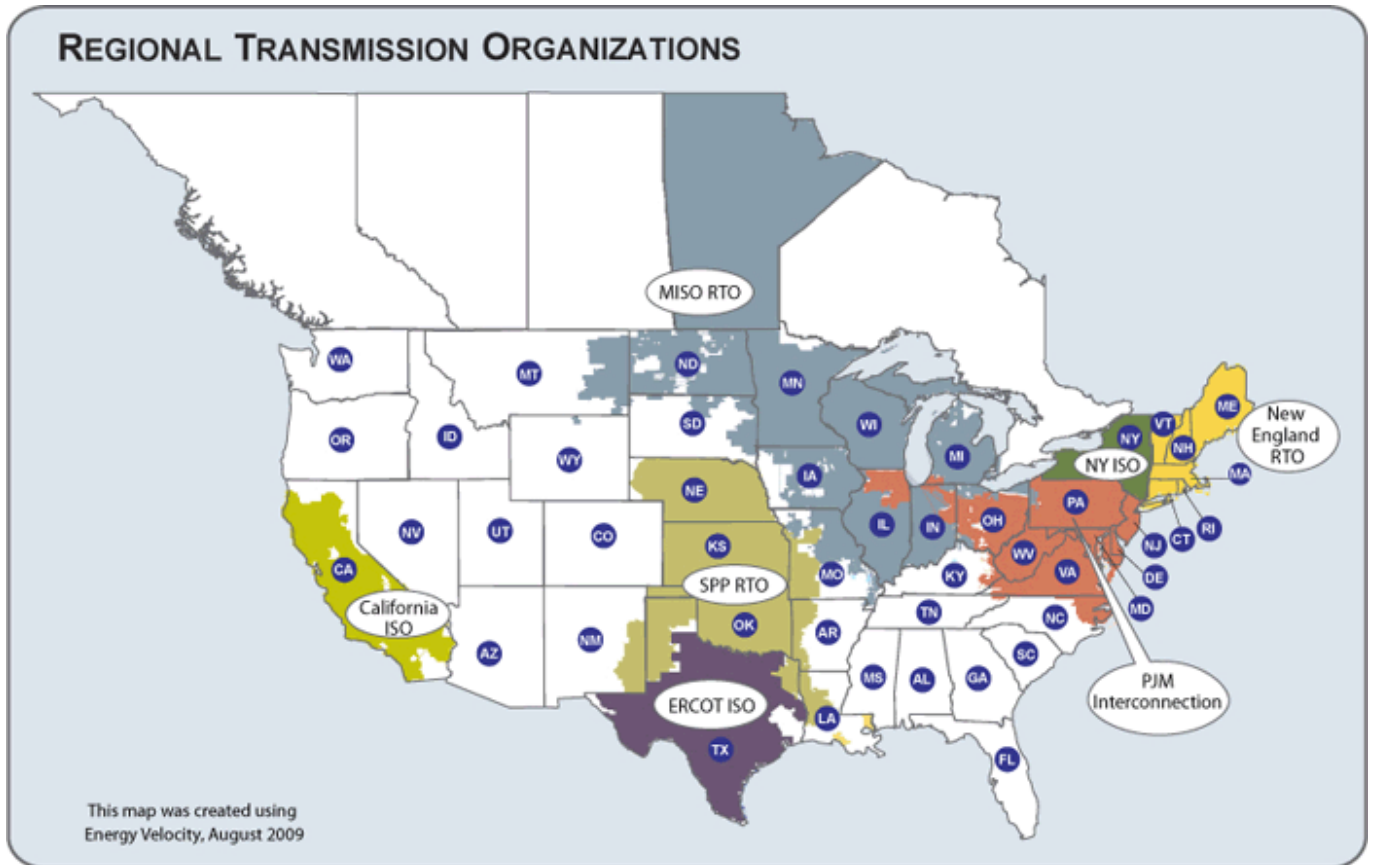 REGIONAL TRANSMISSION ORGANIZATIONS
MISO RTO
WA
MT
ND
MN
OR
ID
SD
WI
MI
NY
VT
ME
NH
New
England
RTO
NY ISO
WY
NE
IA
MA
NV
UT
CO
KS
IL
IN
OH
PA
WV
VA
NJ
CT
RI
DE
MD
CA
California
ISO
SPP RTO
MO
KY
AZ
NM
OK
AR
TN
NC
SC
MS
AL
GA
PJM
Interconnection
ERCOT ISO
TX
LA
FL
This map was created using
Energy Velocity, August 2009